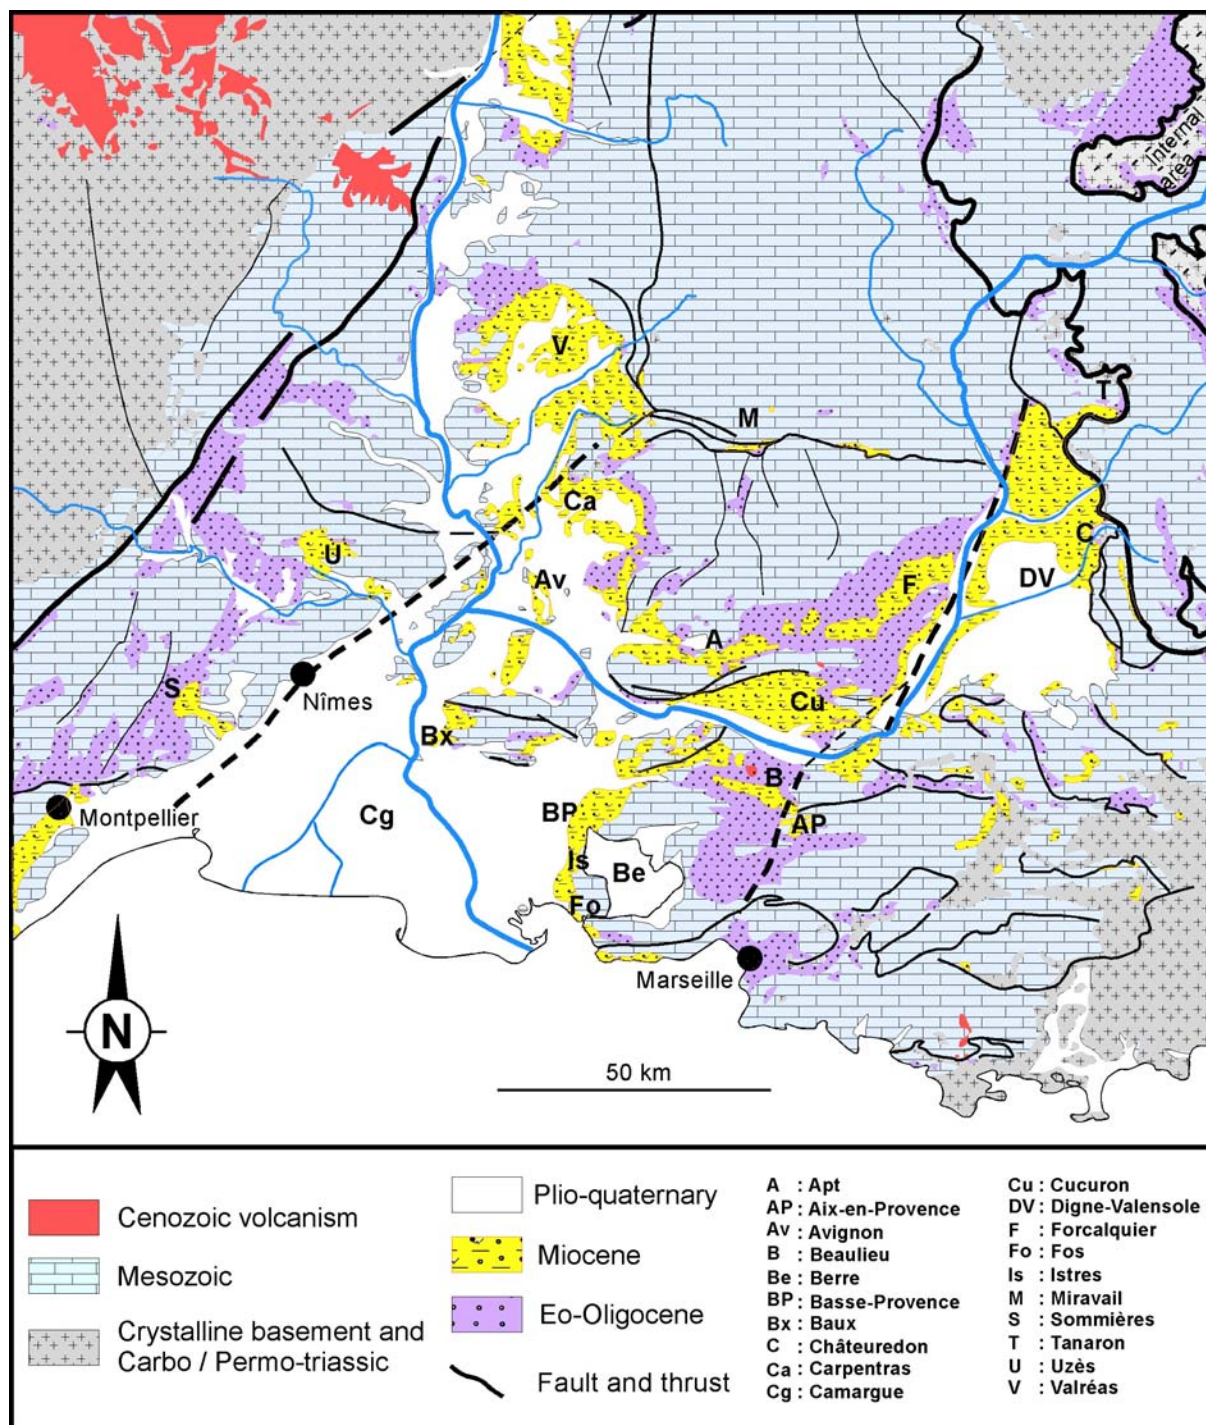 Internal
area
V
T
M
Ca
C
U
Av
F
DV
A
S
Nîmes
Cu
Bx
B
Montpellier
Cg
BP
AP
Is
Be
Fo
Marseille
N
50 km
Cenozoic volcanism
Mesozoic
Crystalline basement and
Carbo / Permo-triassic
Plio-quaternary
Miocene
Eo-Oligocene
Fault and thrust
A : Apt
AP : Aix-en-Provence
Av : Avignon
B : Beaulieu
Be : Berre
BP : Basse-Provence
Bx : Baux
C : Châteuredon
Ca : Carpentras
Cg : Camargue
Cu : Cucuron
DV : Digne-Valensole
F : Forcalquier
Fo : Fos
Is : Istres
M : Miravail
S : Sommières
T : Tanaron
U : Uzès
V : Valréas